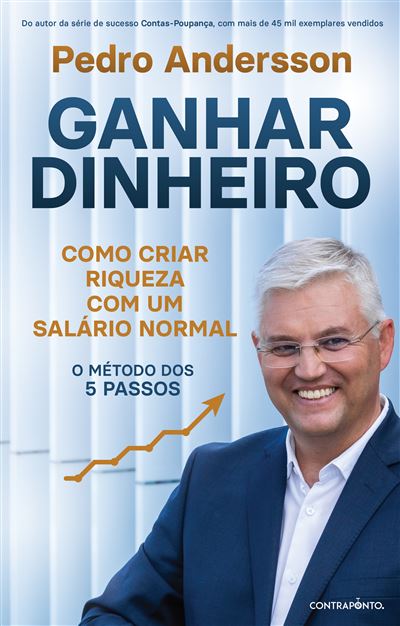 Do autor da série de sucesso Contas-Poupança, com mais de 45 mil exemplares vendidos
Pedro Andersson
GANHAR
DINHEIRO
COMO CRIAR
RIQUEZA
COM UM
SALÁRIO NORMAL
O MÉTODO DOS
5 PASSOS
CONTRAPONTO.